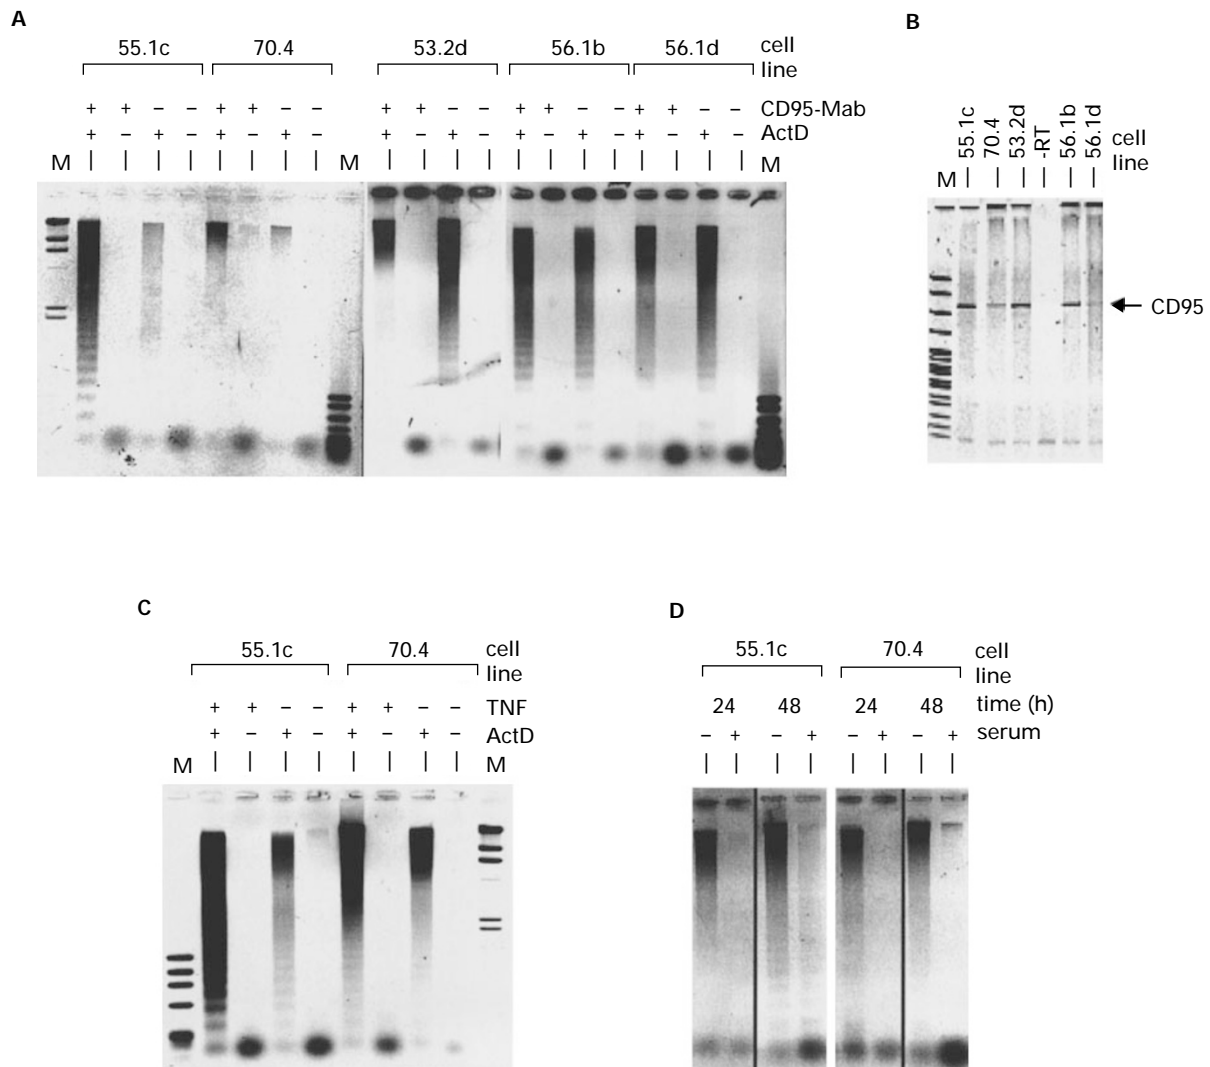 A
55.1c 70.4 53.2d 56.1b 56.1d cell line
+ + – – + + – – + + – – + + – – + + – – CD95-Mab
+ – + – + – + – + – + – + – + – + – + – ActD
M M M
B
55.1c 70.4 53.2d -RT 56.1b 56.1d cell line
M
CD95
C
55.1c 70.4 cell line
+ + – – + + – – TNF
+ – + – + – + – ActD
M M
D
55.1c 70.4 cell line
24 48 24 48 time (h)
– + – + – + – + serum